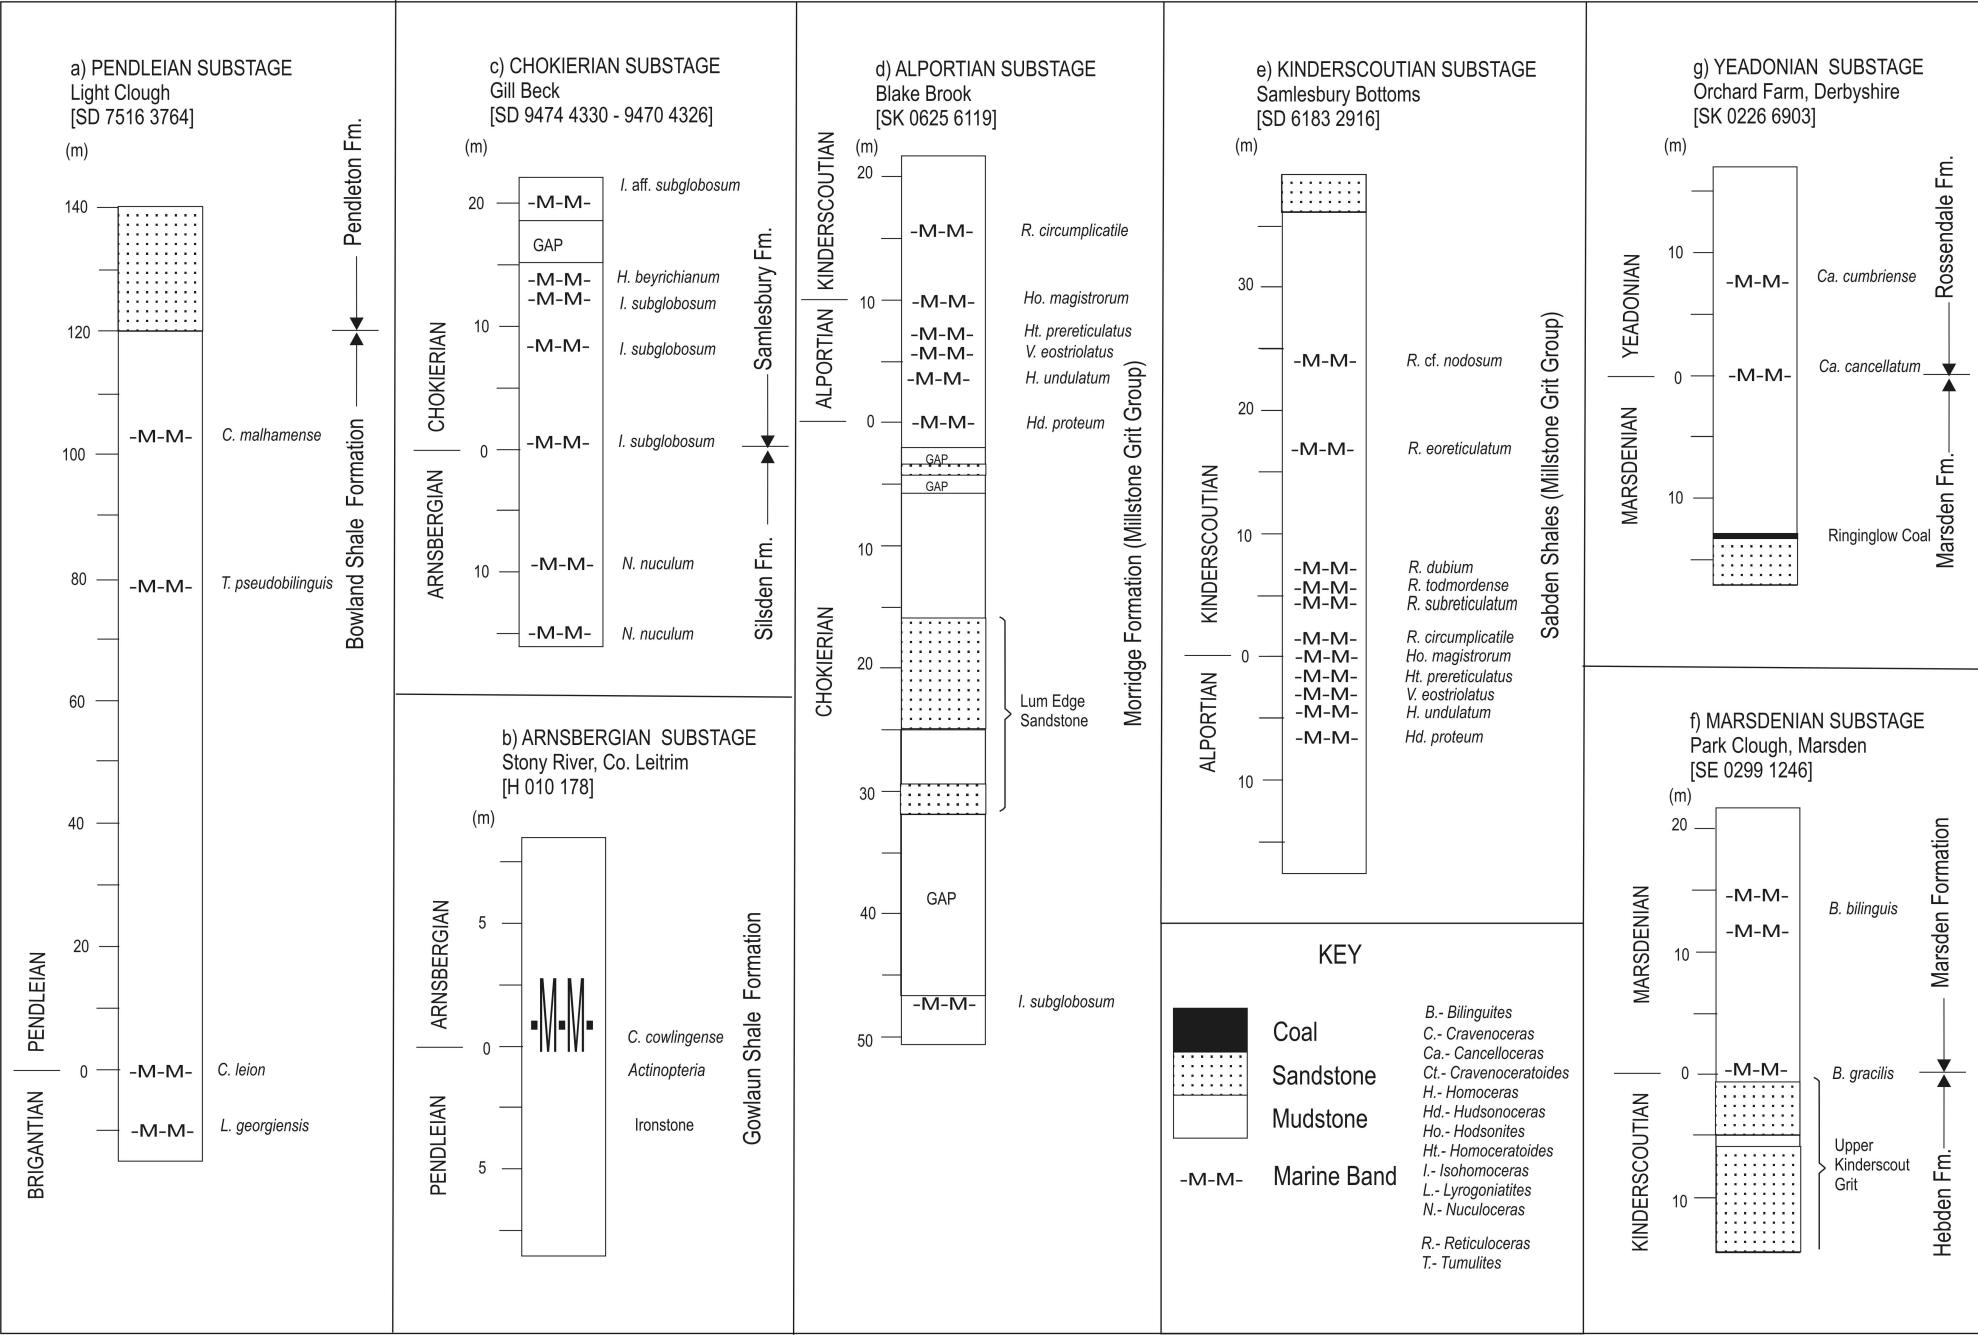 a) PENDLEIAN SUBSTAGE
Light Clough
[SD 7516 3764]
(m)
140
120
100
80
60
40
20
0
-M-M-
C. malhamense
-M-M-
T. pseudobilinguis
-M-M-
C. leion
-M-M-
L. georgiensis
PENDLEIAN
BRIGANTIAN
Pendleton Fm.
Bowland Shale Formation
c) CHOKIERIAN SUBSTAGE
Gill Beck
[SD 9474 4330 - 9470 4326]
(m)
20
10
0
10
-M-M-
I. aff. subglobosum
GAP
-M-M-
H. beyrichianum
-M-M-
I. subglobosum
-M-M-
I. subglobosum
-M-M-
I. subglobosum
-M-M-
N. nuculum
-M-M-
N. nuculum
CHOKIERIAN
ARNSBERGIAN
Samlesbury Fm.
Silsden Fm.
b) ARNSBERGIAN SUBSTAGE
Stony River, Co. Leitrim
[H 010 178]
(m)
5
0
5
-M-M-
C. cowlingense
Actinopteria
Ironstone
ARNSBERGIAN
PENDLEIAN
Gowlaun Shale Formation
d) ALPORTIAN SUBSTAGE
Blake Brook
[SK 0625 6119]
(m)
20
10
0
10
20
30
40
50
-M-M-
R. circumplicatile
-M-M-
Ho. magistrorum
-M-M-
Ht. prereticulatus
-M-M-
V. eostriolatus
-M-M-
H. undulatum
-M-M-
Hd. proteum
GAP
GAP
Lum Edge
Sandstone
GAP
-M-M-
I. subglobosum
KINDERSCOUTIAN
ALPORTIAN
CHOKIERIAN
Morridge Formation (Millstone Grit Group)
e) KINDERSCOUTIAN SUBSTAGE
Samlesbury Bottoms
[SD 6183 2916]
(m)
30
20
10
0
10
-M-M-
R. cf. nodosum
-M-M-
R. eoreticulatum
-M-M-
R. dubium
-M-M-
R. todmordense
-M-M-
R. subreticulatum
-M-M-
R. circumplicatile
-M-M-
Ho. magistrorum
-M-M-
Ht. prereticulatus
-M-M-
V. eostriolatus
-M-M-
H. undulatum
-M-M-
Hd. proteum
KINDERSCOUTIAN
ALPORTIAN
Sabden Shales (Millstone Grit Group)
KEY
Coal
Sandstone
Mudstone
-M-M-
Marine Band
B.- Bilinguites
C.- Cravenoceras
Ca.- Cancelloceras
Ct.- Cravenoceratoides
H.- Homoceras
Hd.- Hudsonoceras
Ho.- Hodsonites
Ht.- Homoceratoides
I.- Isohomoceras
L.- Lyrogoniatites
N.- Nuculoceras
R.- Reticuloceras
T.- Tumulites
g) YEADONIAN SUBSTAGE
Orchard Farm, Derbyshire
[SK 0226 6903]
(m)
10
0
10
-M-M-
Ca. cumbriense
-M-M-
Ca. cancellatum
Ringinglow Coal
YEADONIAN
MARSDENIAN
Rossendale Fm.
Marsden Fm.
f) MARSDENIAN SUBSTAGE
Park Clough, Marsden
[SE 0299 1246]
(m)
20
10
0
10
-M-M-
B. bilinguis
-M-M-
-M-M-
B. gracilis
Upper
Kinderscout
Grit
MARSDENIAN
KINDERSCOUTIAN
Marsden Formation
Hebden Fm.